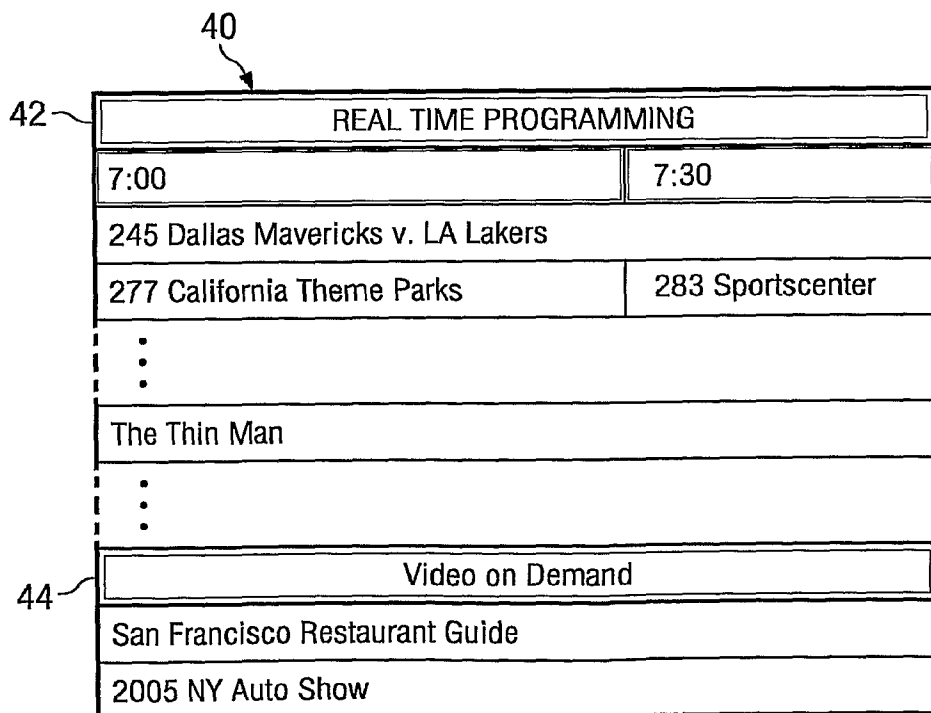 40
42
REAL TIME PROGRAMMING
7:00 7:30
245 Dallas Mavericks v. LA Lakers
277 California Theme Parks 283 Sportscenter
The Thin Man
44
Video on Demand
San Francisco Restaurant Guide
2005 NY Auto Show